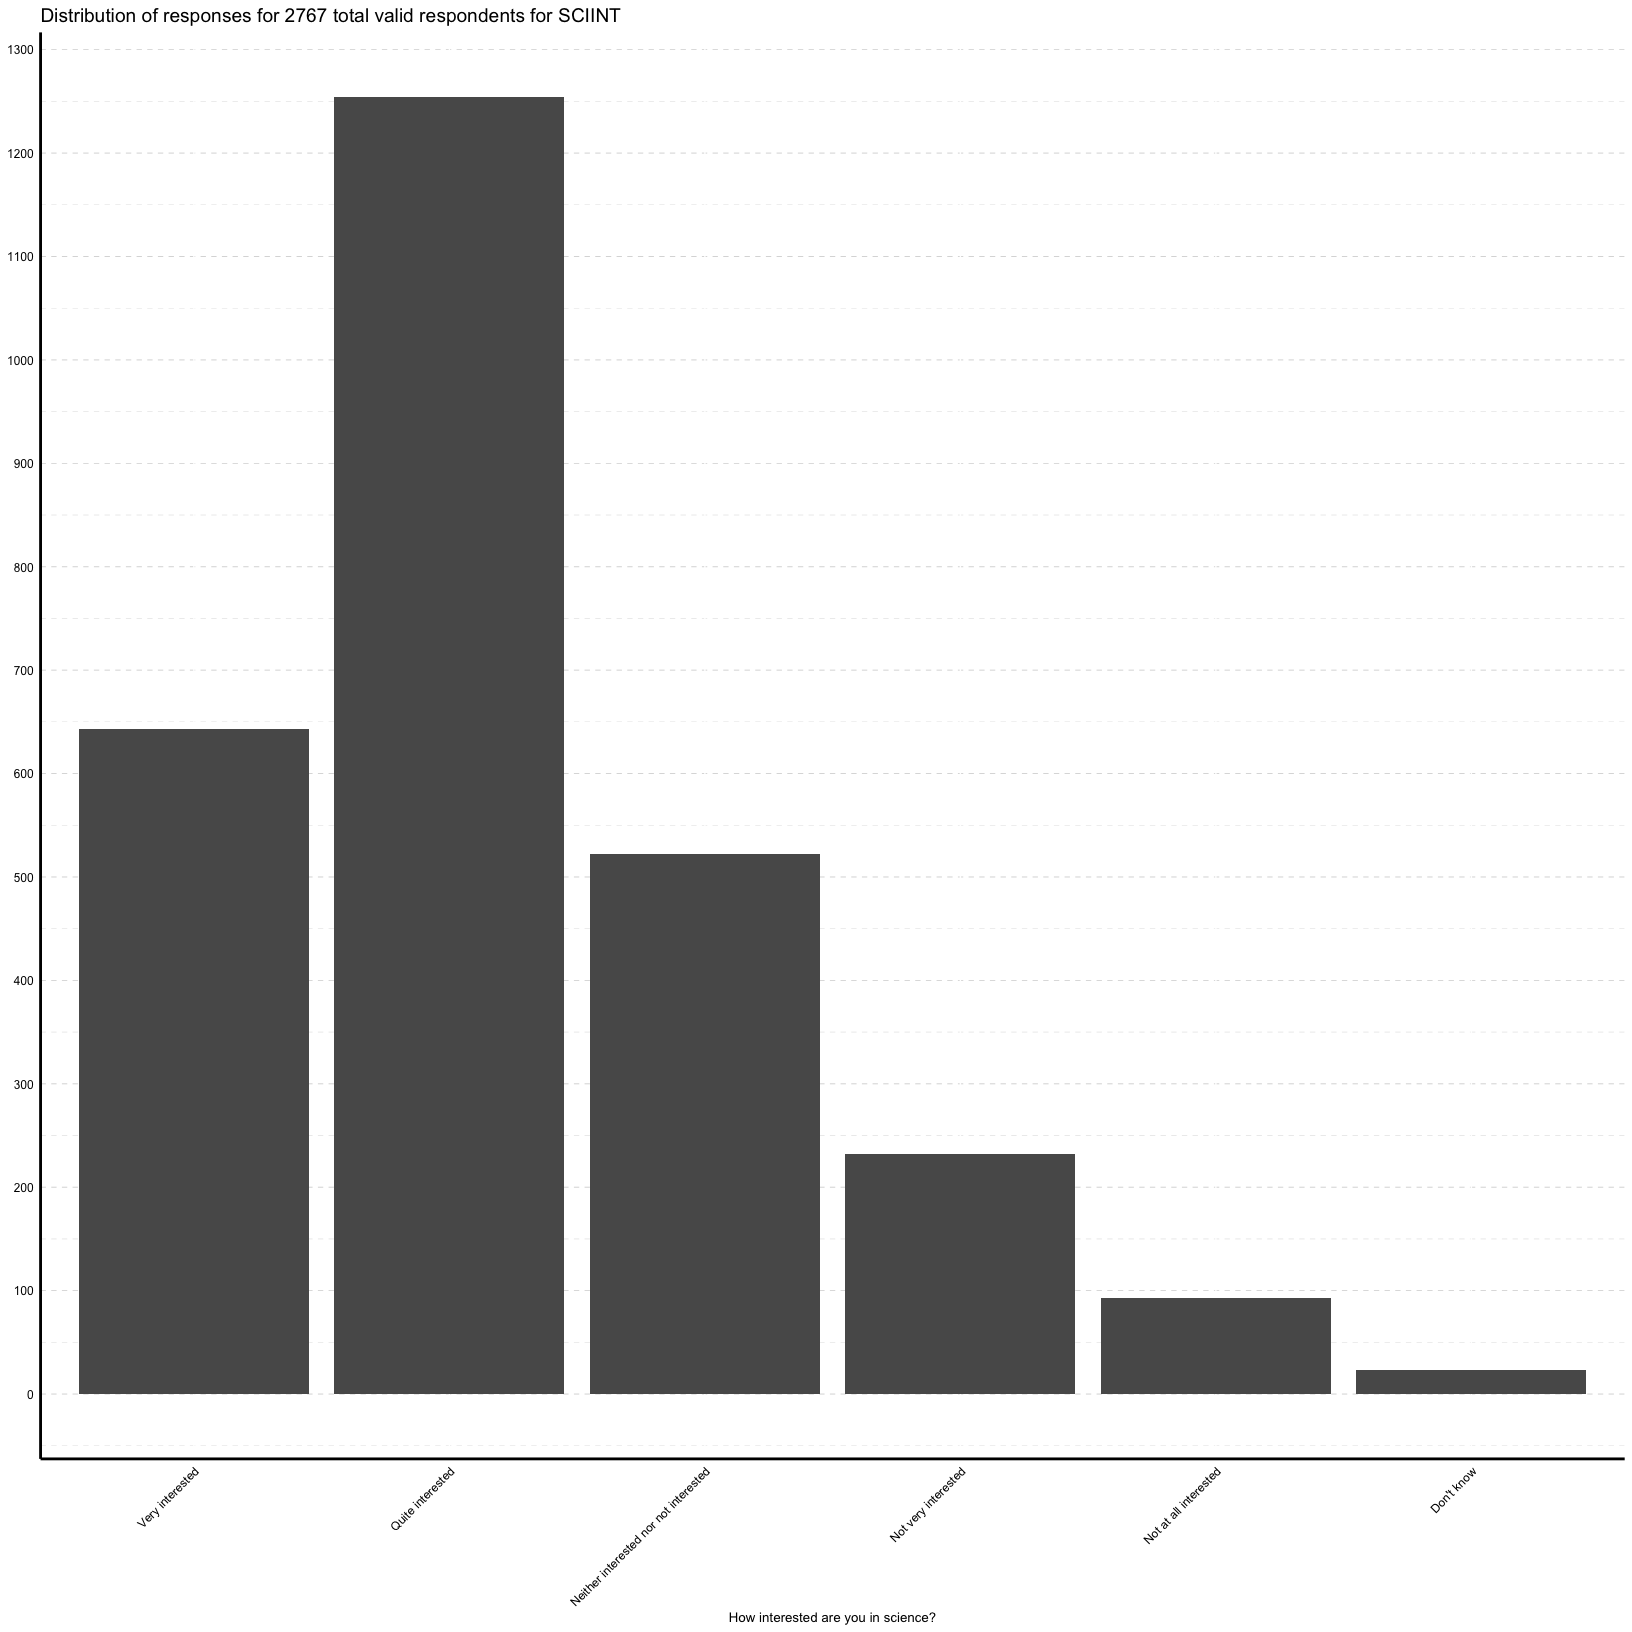 Distribution of responses for 2767 total valid respondents for SCIINT
1300
1200
1100
1000
900
800
700
600
500
400
300
200
100
0
Very interested
Quite interested
Neither interested nor not interested
Not very interested
Not at all interested
Don't know
How interested are you in science?